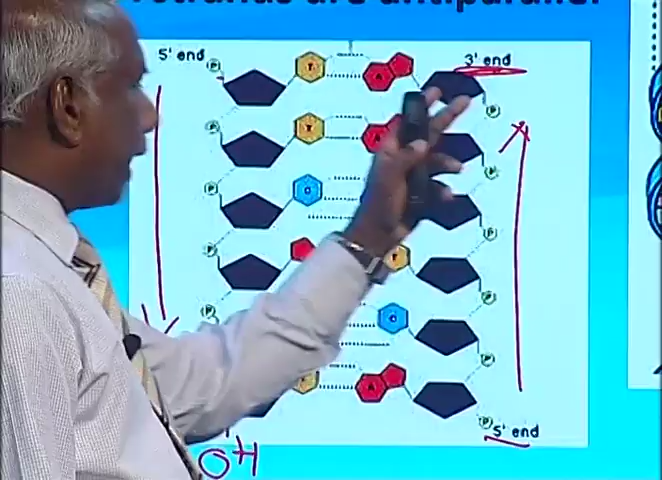 strands are antiparallel
5' end P T A 3' end
P
P T A
P
P C
P
P T
P
P C
P
A
P 5' end
OH